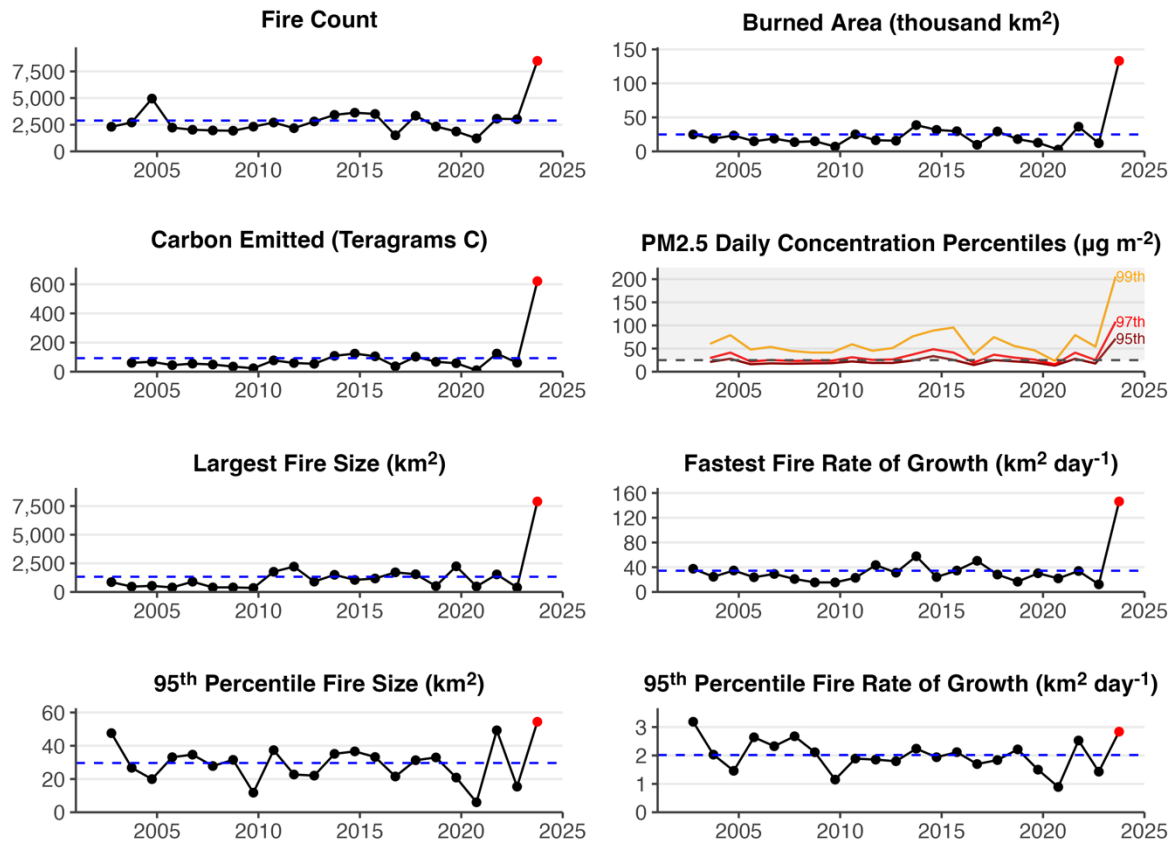 Fire Count
7,500
5,000
2,500
0
2005 2010 2015 2020 2025
Burned Area (thousand km²)
150
100
50
0
2005 2010 2015 2020 2025
Carbon Emitted (Teragrams C)
600
400
200
0
2005 2010 2015 2020 2025
PM2.5 Daily Concentration Percentiles (µg m⁻²)
200
150
100
50
0
99th
97th
95th
2005 2010 2015 2020 2025
Largest Fire Size (km²)
7,500
5,000
2,500
0
2005 2010 2015 2020 2025
Fastest Fire Rate of Growth (km² day⁻¹)
160
120
80
40
0
2005 2010 2015 2020 2025
95ᵗʰ Percentile Fire Size (km²)
60
40
20
0
2005 2010 2015 2020 2025
95ᵗʰ Percentile Fire Rate of Growth (km² day⁻¹)
3
2
1
0
2005 2010 2015 2020 2025